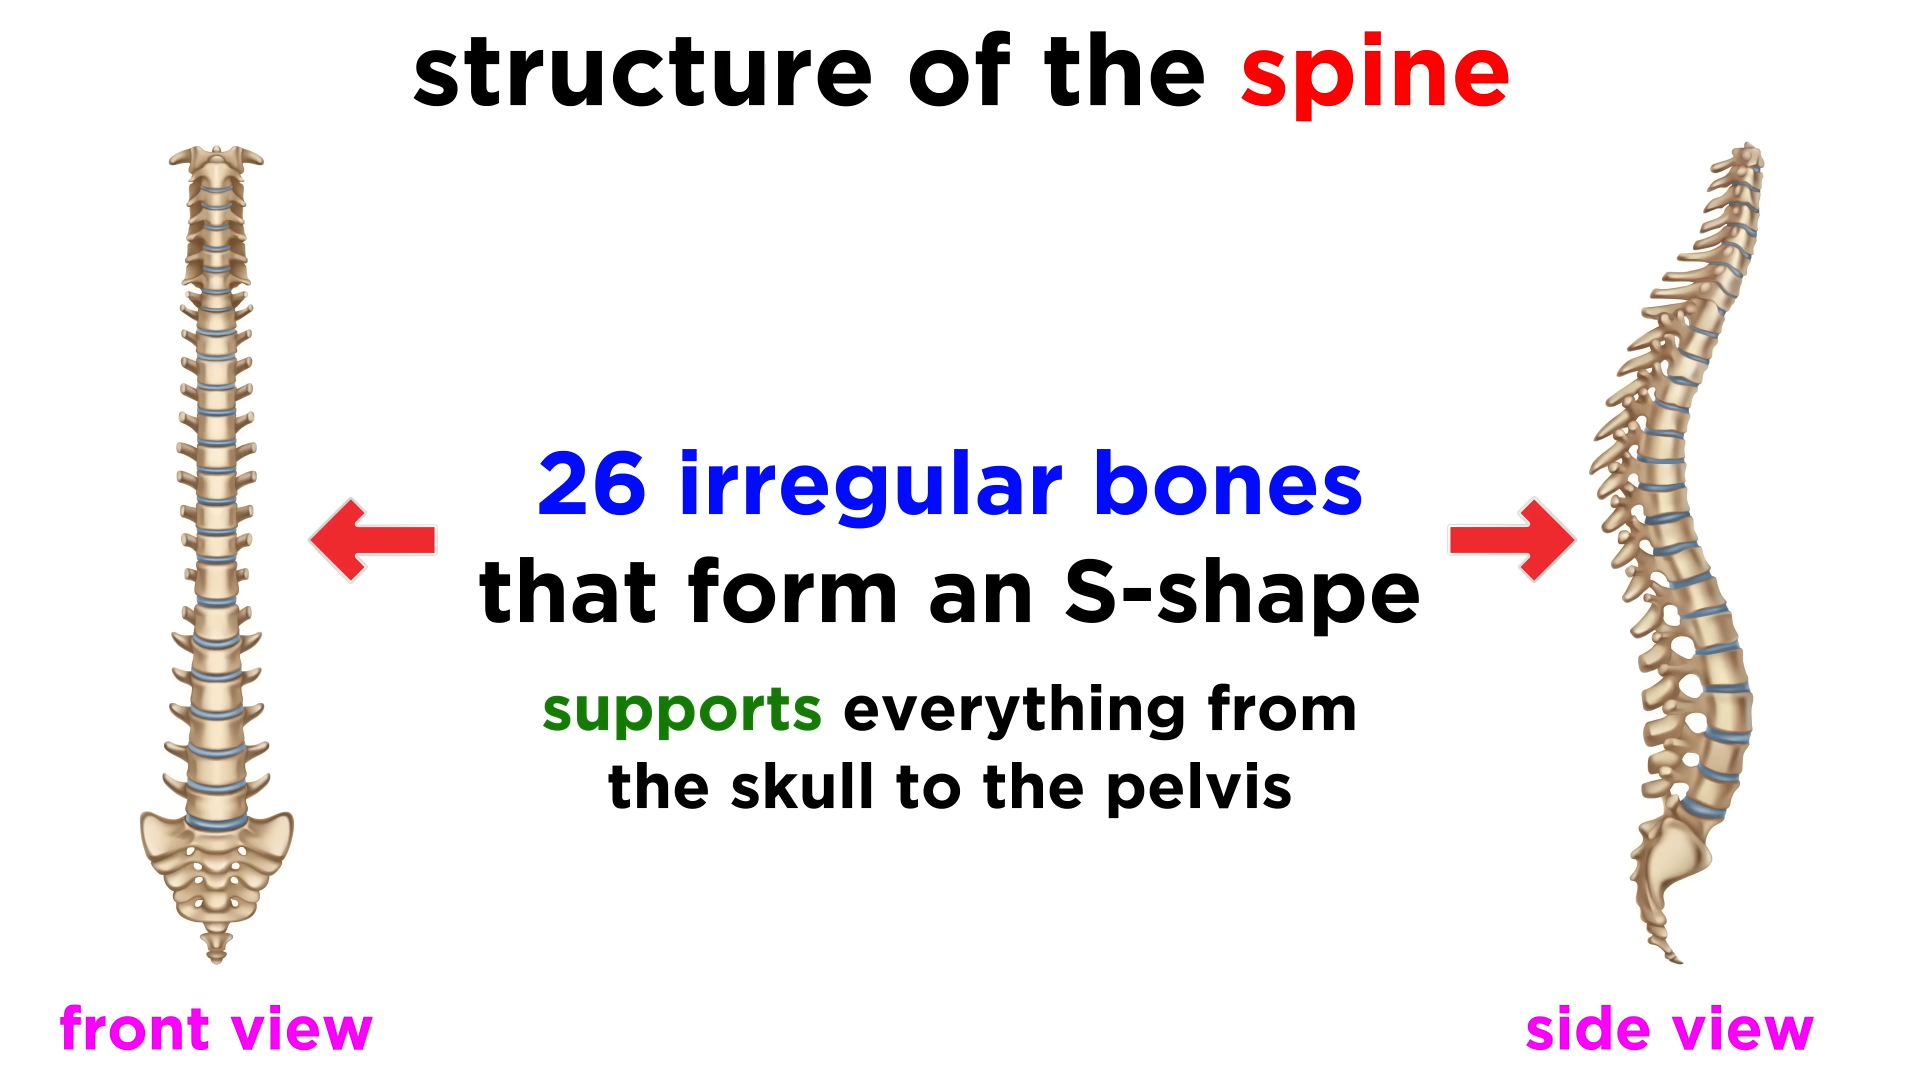 structure of the spine
26 irregular bones
that form an S-shape
supports everything from
the skull to the pelvis
front view
side view